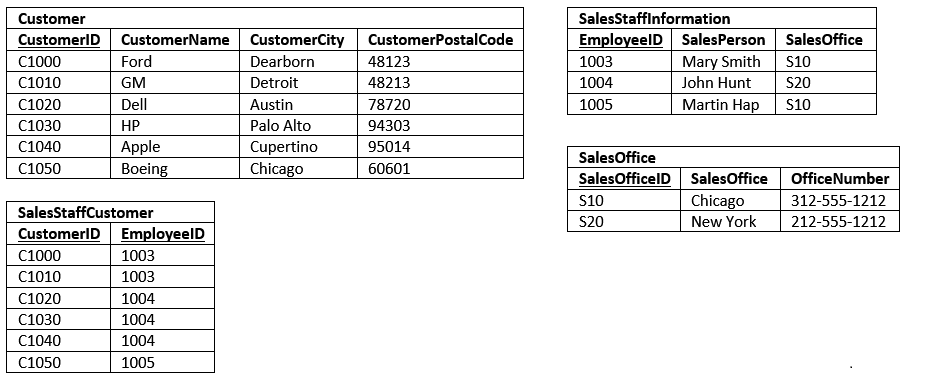 Customer
CustomerID CustomerName CustomerCity CustomerPostalCode
C1000 Ford Dearborn 48123
C1010 GM Detroit 48213
C1020 Dell Austin 78720
C1030 HP Palo Alto 94303
C1040 Apple Cupertino 95014
C1050 Boeing Chicago 60601
SalesStaffCustomer
CustomerID EmployeeID
C1000 1003
C1010 1003
C1020 1004
C1030 1004
C1040 1004
C1050 1005
SalesStaffInformation
EmployeeID SalesPerson SalesOffice
1003 Mary Smith S10
1004 John Hunt S20
1005 Martin Hap S10
SalesOffice
SalesOfficeID SalesOffice OfficeNumber
S10 Chicago 312-555-1212
S20 New York 212-555-1212
.